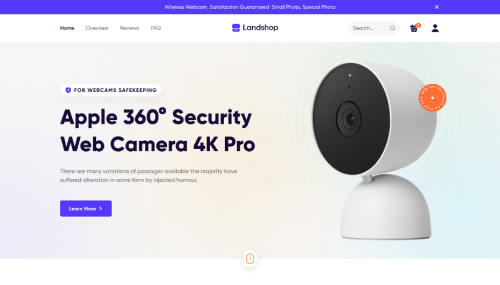 Wireless Webcam, Satisfaction Guaranteed Small Photo, Special Photo
Home
Overview
Reviews
FAQ
Landshop
Search...
FOR WEBCAMS SAFEKEEPING
Apple 360° Security
Web Camera 4K Pro
There are many variations of passages available the majority have
suffered alteration in some form by injected humour.
Learn More